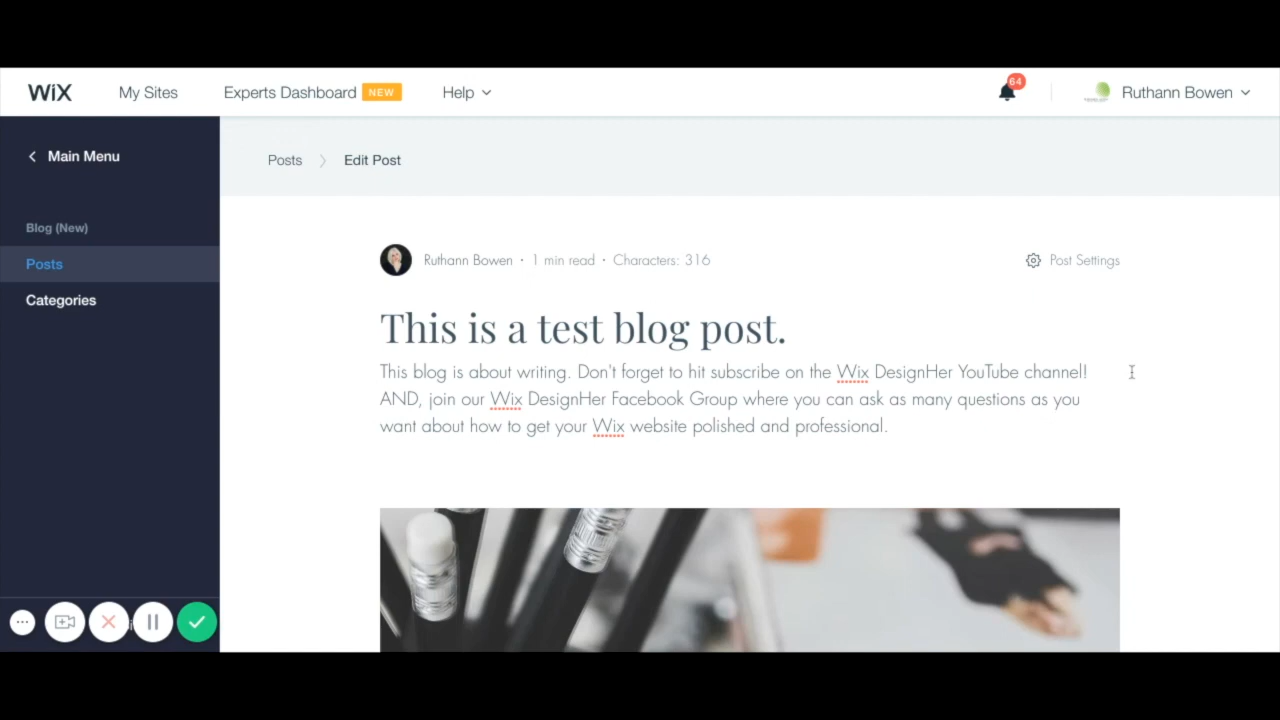 WiX My Sites Experts Dashboard NEW Help 64 Ruthann Bowen
Main Menu
Posts Edit Post
Blog (New)
Posts
Categories
Ruthann Bowen · 1 min read · Characters: 316 Post Settings
This is a test blog post.
This blog is about writing. Don't forget to hit subscribe on the Wix DesignHer YouTube channel!
AND, join our Wix DesignHer Facebook Group where you can ask as many questions as you
want about how to get your Wix website polished and professional.